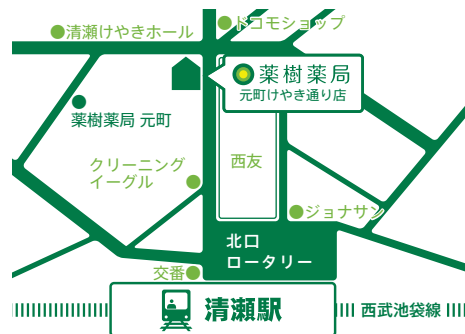 ドコモショップ
清瀬けやきホール
薬樹薬局
元町けやき通り店
薬樹薬局 元町
クリーニング
イーグル
西友
ジョナサン
北口
ロータリー
交番
清瀬駅
西武池袋線